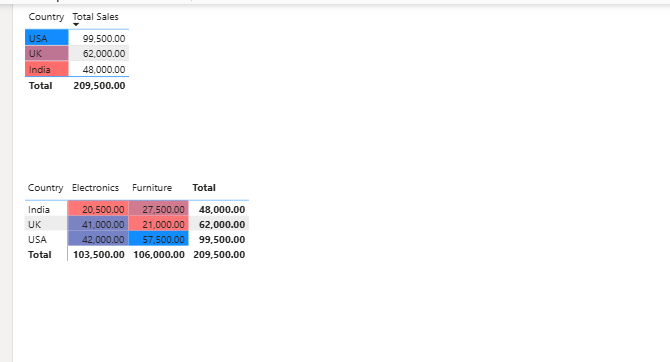 Country Total Sales
USA 99,500.00
UK 62,000.00
India 48,000.00
Total 209,500.00
Country Electronics Furniture Total
India 20,500.00 27,500.00 48,000.00
UK 41,000.00 21,000.00 62,000.00
USA 42,000.00 57,500.00 99,500.00
Total 103,500.00 106,000.00 209,500.00